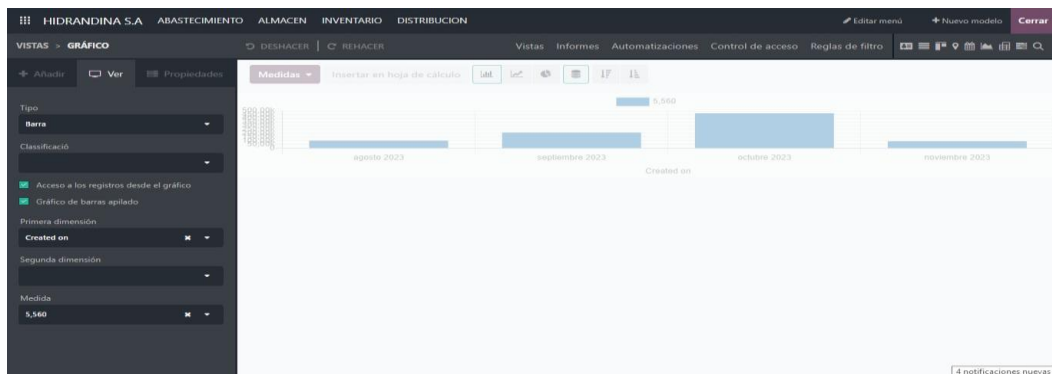 HIDRANDINA S.A ABASTECIMIENTO ALMACEN INVENTARIO DISTRIBUCION Editar menú + Nuevo modelo Cerrar
VISTAS > GRÁFICO DESHACER REHACER Vistas Informes Automatizaciones Control de acceso Reglas de filtro
+ Añadir Ver Propiedades Medidas Insertar en hoja de cálculo
Tipo
Barra
Classificació
Acceso a los registros desde el gráfico
Gráfico de barras apilado
Primera dimensión
Created on
Segunda dimensión
Medida
5,560
5,560
agosto 2023 septiembre 2023 octubre 2023 noviembre 2023
Created on
4 notificaciones nuevas